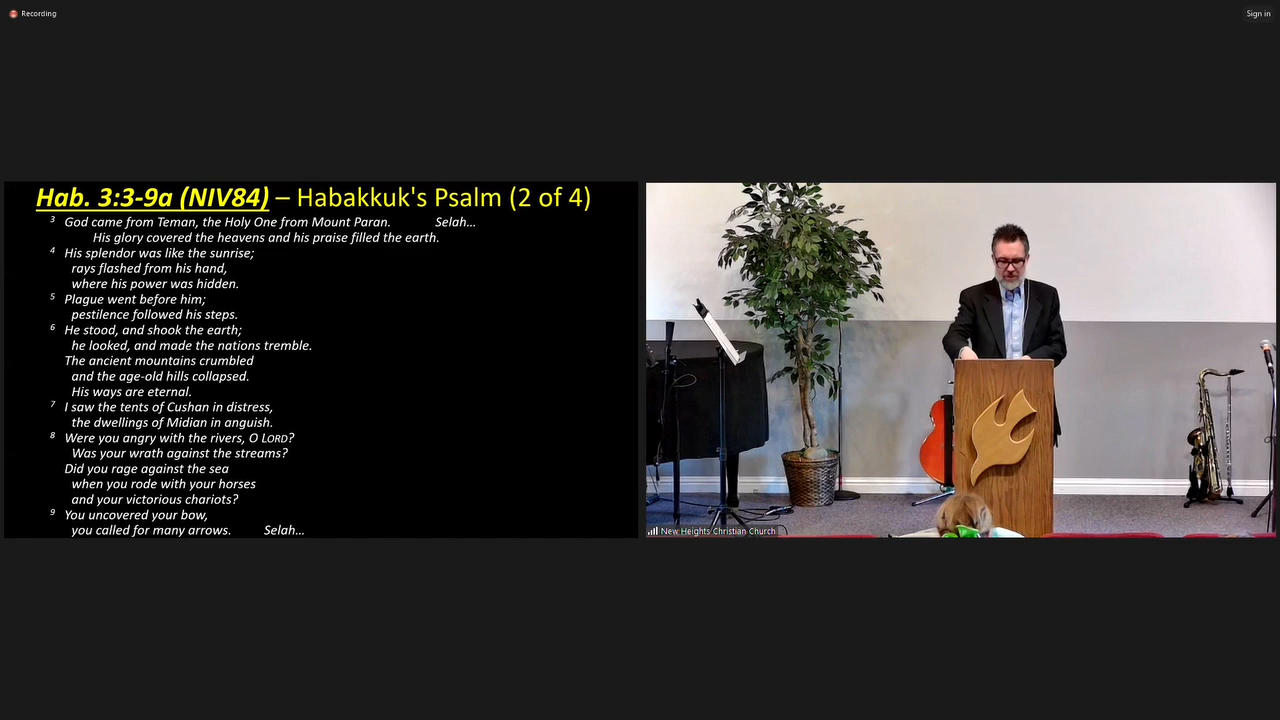 Recording
Sign in
Hab. 3:3-9a (NIV84) – Habakkuk's Psalm (2 of 4)
3 God came from Teman, the Holy One from Mount Paran. Selah…
His glory covered the heavens and his praise filled the earth.
4 His splendor was like the sunrise;
rays flashed from his hand,
where his power was hidden.
5 Plague went before him;
pestilence followed his steps.
6 He stood, and shook the earth;
he looked, and made the nations tremble.
The ancient mountains crumbled
and the age-old hills collapsed.
His ways are eternal.
7 I saw the tents of Cushan in distress,
the dwellings of Midian in anguish.
8 Were you angry with the rivers, O LORD?
Was your wrath against the streams?
Did you rage against the sea
when you rode with your horses
and your victorious chariots?
9 You uncovered your bow,
you called for many arrows. Selah…
New Heights Christian Church